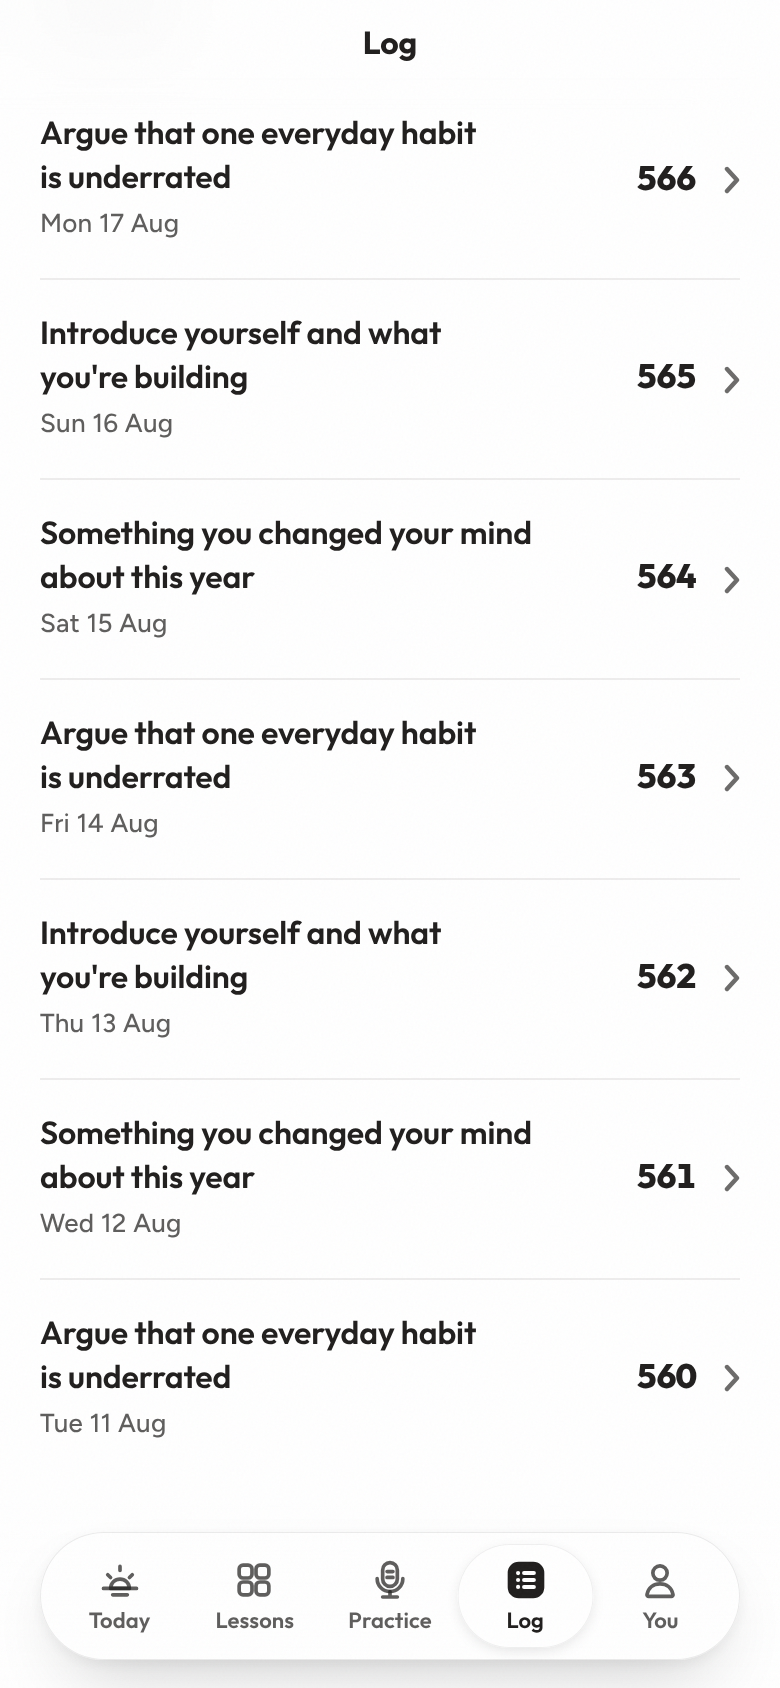 Log
Argue that one everyday habit
is underrated
566
Mon 17 Aug
Introduce yourself and what
you're building
565
Sun 16 Aug
Something you changed your mind
about this year
564
Sat 15 Aug
Argue that one everyday habit
is underrated
563
Fri 14 Aug
Introduce yourself and what
you're building
562
Thu 13 Aug
Something you changed your mind
about this year
561
Wed 12 Aug
Argue that one everyday habit
is underrated
560
Tue 11 Aug
Today
Lessons
Practice
Log
You